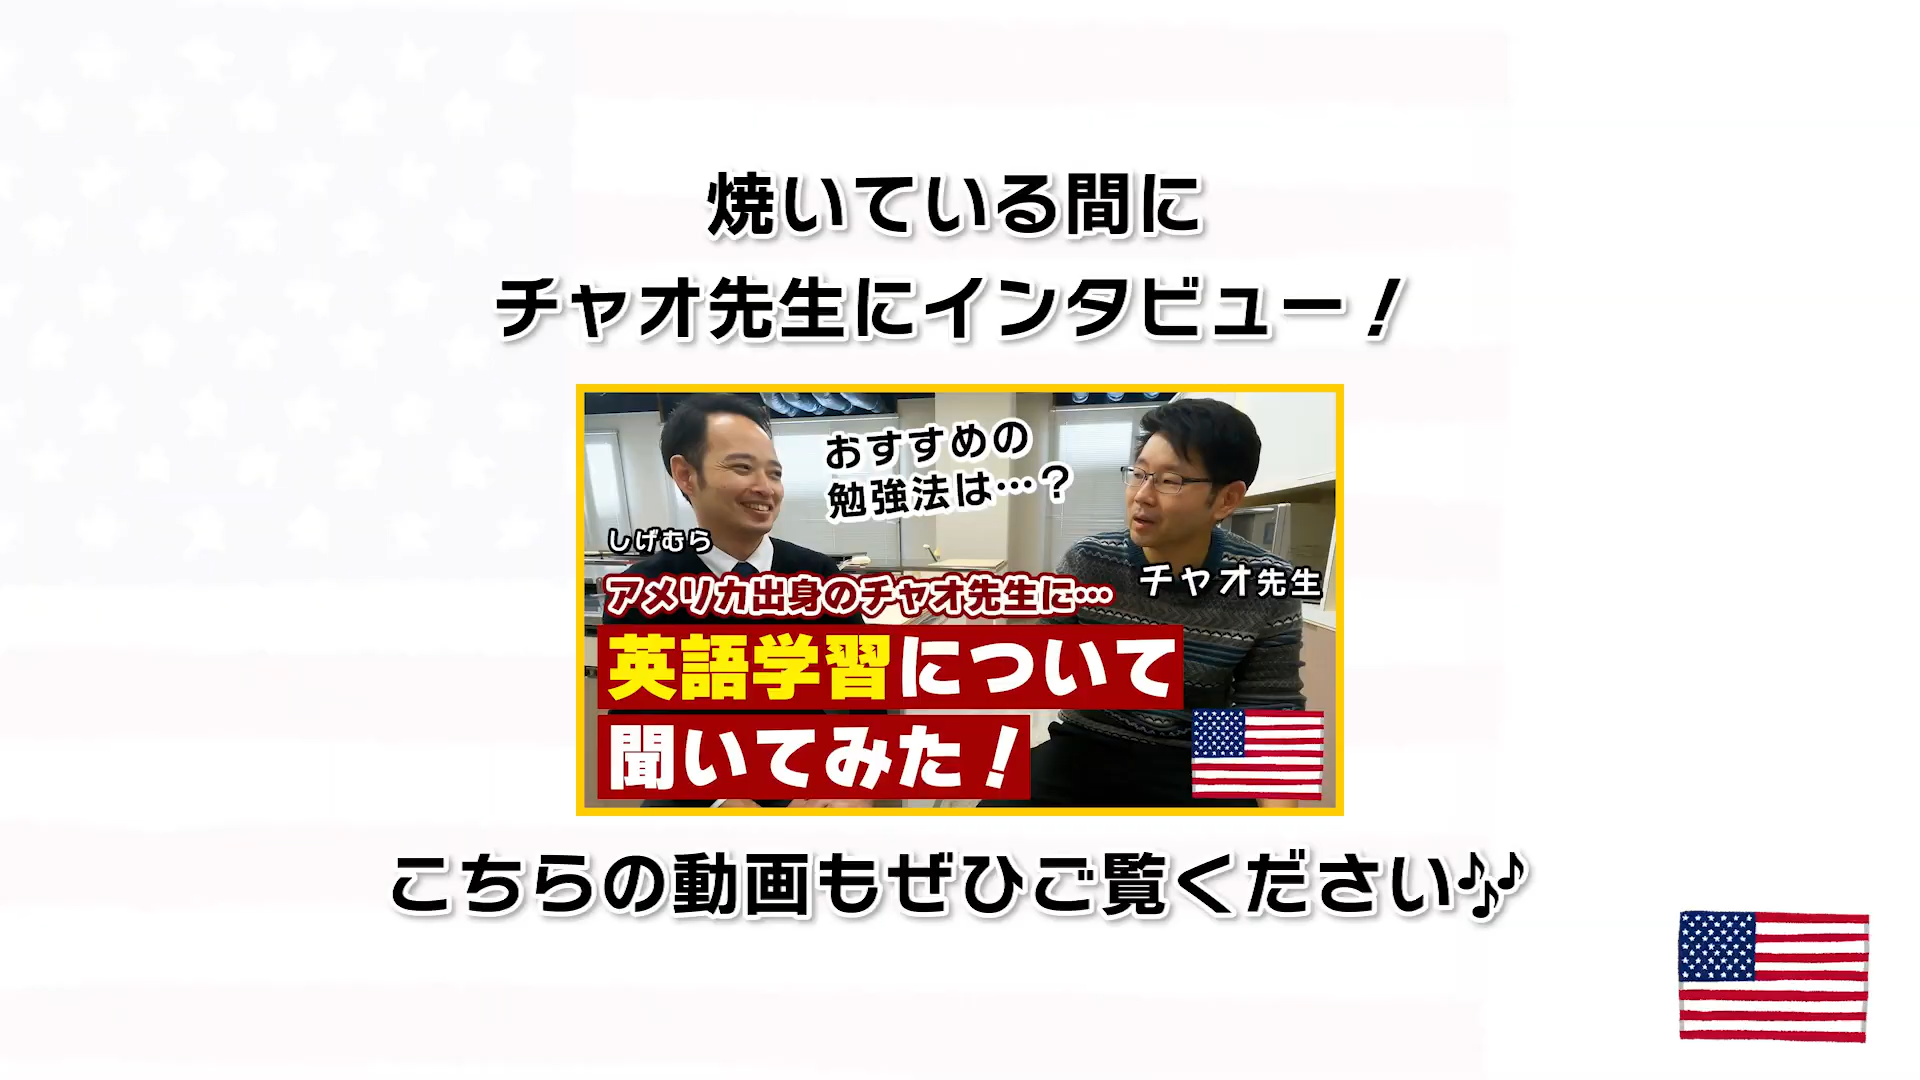 焼いている間に
チャオ先生にインタビュー！
おすすめの
勉強法は…？
しげむら
チャオ先生
アメリカ出身のチャオ先生に…
英語学習について
聞いてみた！
こちらの動画もぜひご覧ください🎶